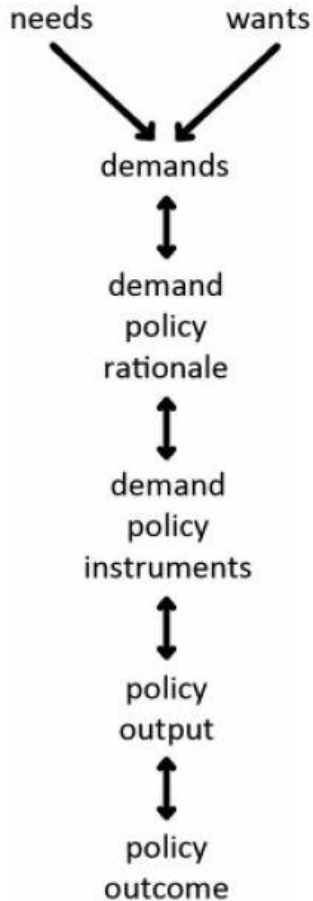 needs wants
demands
demand
policy
rationale
demand
policy
instruments
policy
output
policy
outcome